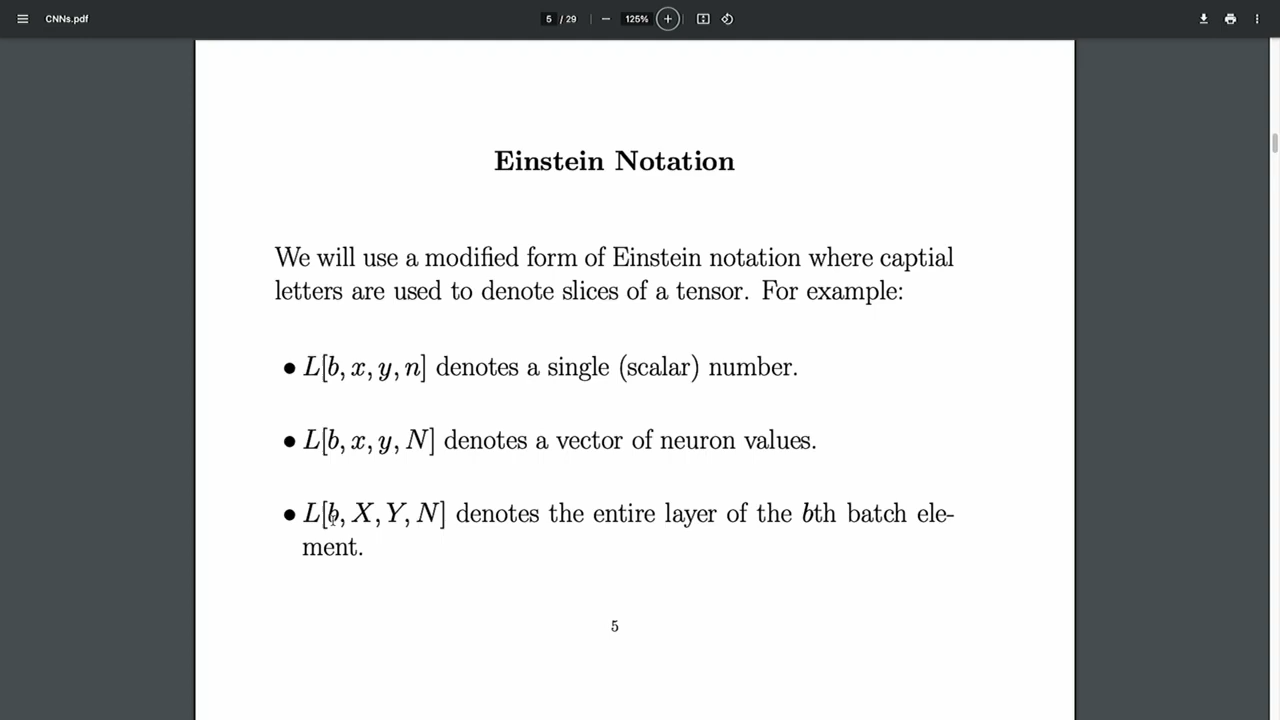 CNNs.pdf
5 / 29
125%
Einstein Notation
We will use a modified form of Einstein notation where captial
letters are used to denote slices of a tensor. For example:
● L[b, x, y, n] denotes a single (scalar) number.
● L[b, x, y, N] denotes a vector of neuron values.
● L[b, X, Y, N] denotes the entire layer of the bth batch ele-
ment.
5